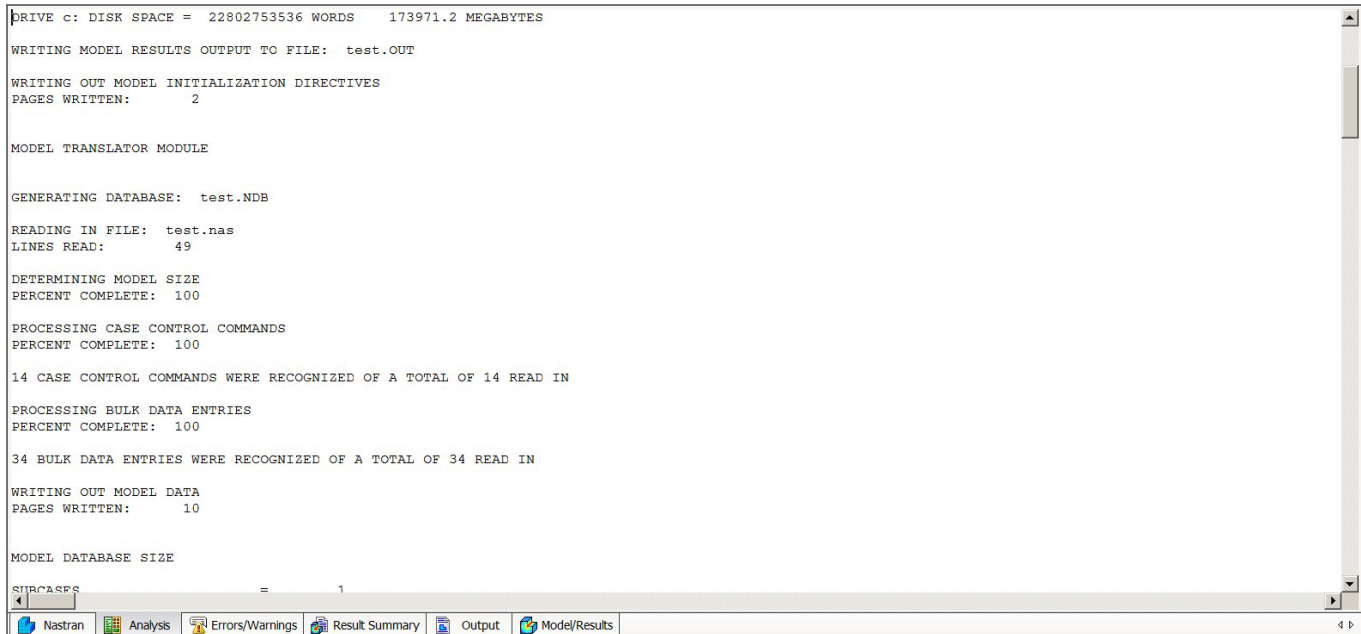 DRIVE c: DISK SPACE =  22802753536 WORDS    173971.2 MEGABYTES
WRITING MODEL RESULTS OUTPUT TO FILE:  test.OUT
WRITING OUT MODEL INITIALIZATION DIRECTIVES
PAGES WRITTEN:       2
MODEL TRANSLATOR MODULE
GENERATING DATABASE:  test.NDB
READING IN FILE:  test.nas
LINES READ:        49
DETERMINING MODEL SIZE
PERCENT COMPLETE:  100
PROCESSING CASE CONTROL COMMANDS
PERCENT COMPLETE:  100
14 CASE CONTROL COMMANDS WERE RECOGNIZED OF A TOTAL OF 14 READ IN
PROCESSING BULK DATA ENTRIES
PERCENT COMPLETE:  100
34 BULK DATA ENTRIES WERE RECOGNIZED OF A TOTAL OF 34 READ IN
WRITING OUT MODEL DATA
PAGES WRITTEN:      10
MODEL DATABASE SIZE
SUBCASES                   =        1
Nastran Analysis Errors/Warnings Result Summary Output Model/Results